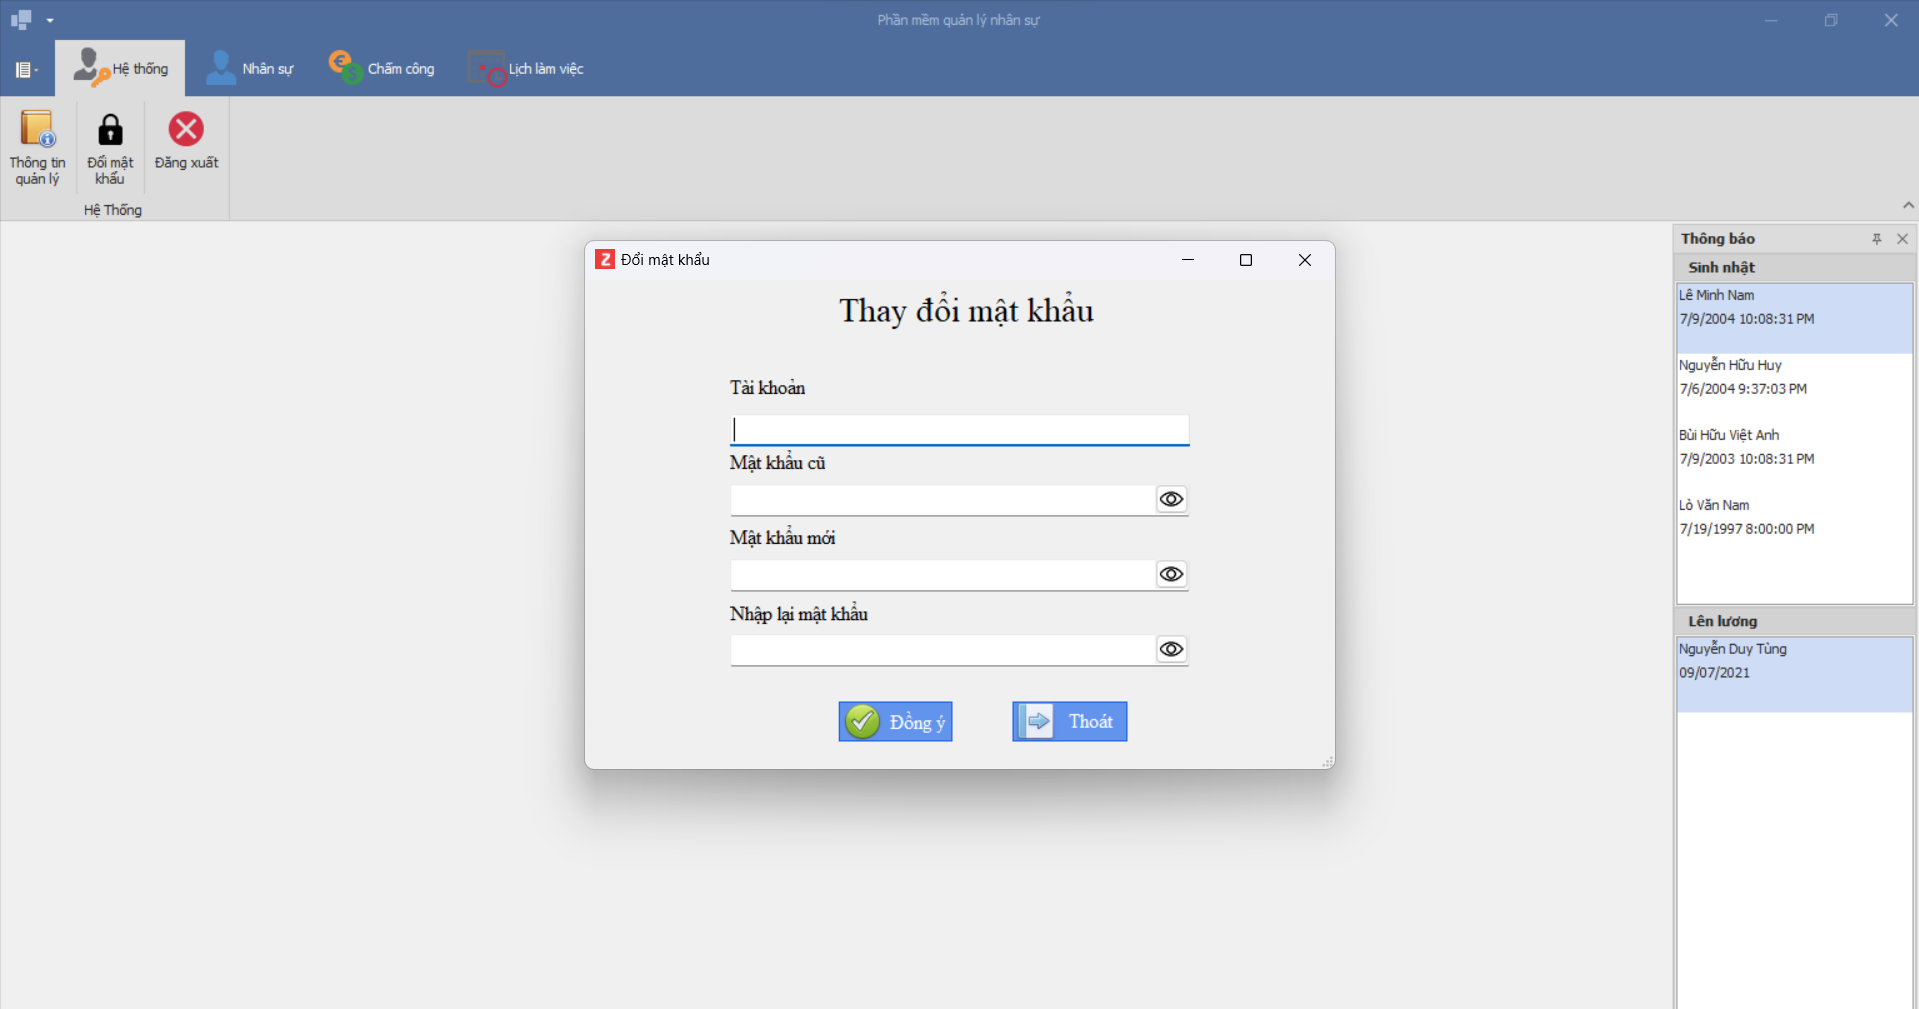 Phần mềm quản lý nhân sự
Hệ thống
Nhân sự
Chấm công
Lịch làm việc
Thông tin
quản lý
Đổi mật
khẩu
Đăng xuất
Hệ Thống
Đổi mật khẩu
Thay đổi mật khẩu
Tài khoản
Mật khẩu cũ
Mật khẩu mới
Nhập lại mật khẩu
Đồng ý
Thoát
Thông báo
Sinh nhật
Lê Minh Nam
7/9/2004 10:08:31 PM
Nguyễn Hữu Huy
7/6/2004 9:37:03 PM
Bùi Hữu Việt Anh
7/9/2003 10:08:31 PM
Lò Văn Nam
7/19/1997 8:00:00 PM
Lên lương
Nguyễn Duy Tùng
09/07/2021